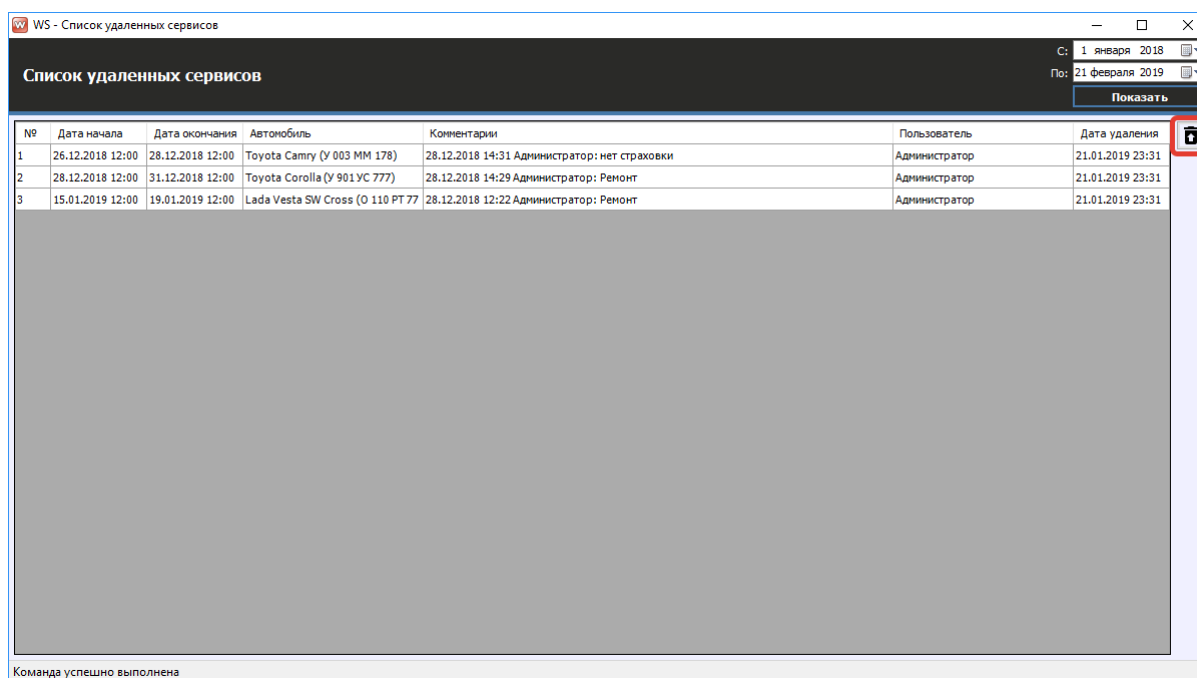 WS - Список удаленных сервисов
С: 1 января 2018
Список удаленных сервисов
По: 21 февраля 2019
Показать
№ Дата начала Дата окончания Автомобиль Комментарии Пользователь Дата удаления
1 26.12.2018 12:00 28.12.2018 12:00 Toyota Camry (У 003 ММ 178) 28.12.2018 14:31 Администратор: нет страховки Администратор 21.01.2019 23:31
2 28.12.2018 12:00 31.12.2018 12:00 Toyota Corolla (У 901 УС 777) 28.12.2018 14:29 Администратор: Ремонт Администратор 21.01.2019 23:31
3 15.01.2019 12:00 19.01.2019 12:00 Lada Vesta SW Cross (О 110 РТ 77 28.12.2018 12:22 Администратор: Ремонт Администратор 21.01.2019 23:31
Команда успешно выполнена